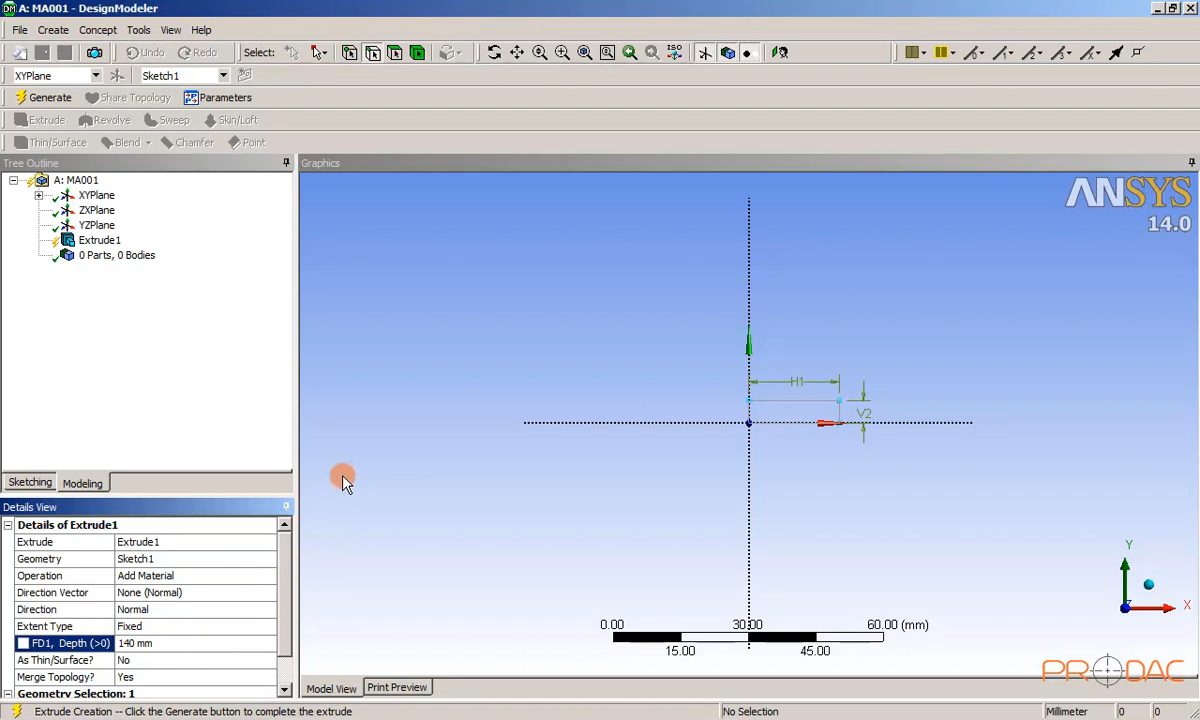 A: MA001 - DesignModeler
File Create Concept Tools View Help
Undo Redo Select: ISO
XYPlane Sketch1
Generate Share Topology Parameters
Extrude Revolve Sweep Skin/Loft
Thin/Surface Blend Chamfer Point
Tree Outline
A: MA001
XYPlane
ZXPlane
YZPlane
Extrude1
0 Parts, 0 Bodies
Sketching Modeling
Details View
Details of Extrude1
Extrude Extrude1
Geometry Sketch1
Operation Add Material
Direction Vector None (Normal)
Direction Normal
Extent Type Fixed
FD1, Depth (>0) 140 mm
As Thin/Surface? No
Merge Topology? Yes
Geometry Selection: 1
Graphics
ANSYS
14.0
H1
V2
Y
X
0.00 30.00 60.00 (mm)
15.00 45.00
PRODAC
Model View Print Preview
Extrude Creation -- Click the Generate button to complete the extrude No Selection Millimeter 0 0